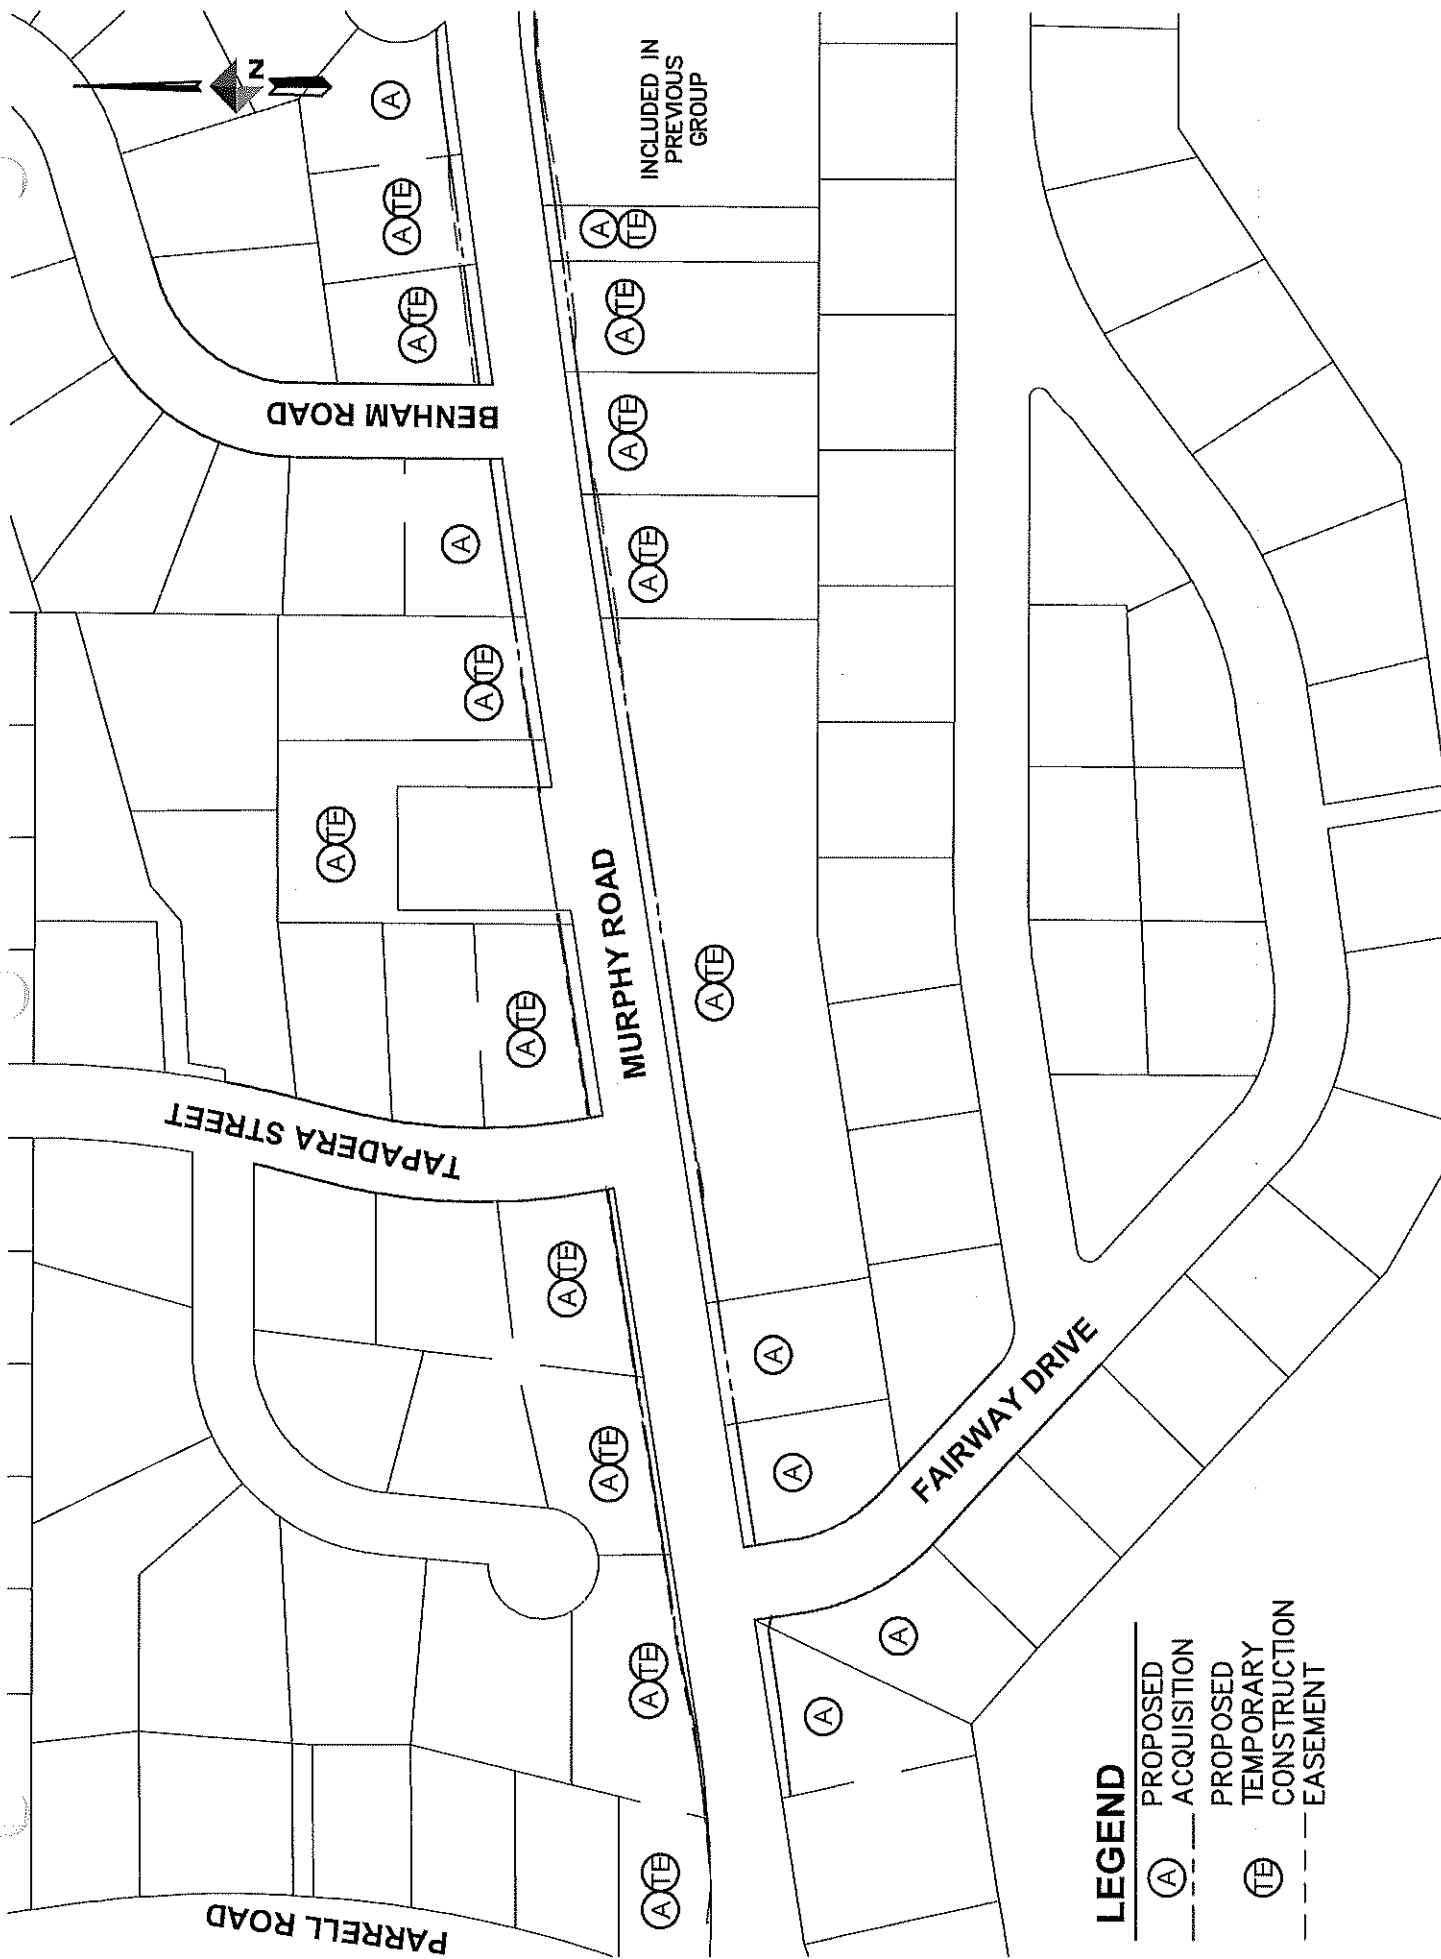 N
INCLUDED IN
PREVIOUS
GROUP
A
A TE
A TE
A
TE
A TE
A TE
A TE
BENHAM ROAD
A
A TE
A TE
A TE
MURPHY ROAD
A TE
TAPADERA STREET
A TE
A TE
A TE
A TE
A
A
A
A
FAIRWAY DRIVE
PARRELL ROAD
LEGEND
A PROPOSED
ACQUISITION
PROPOSED
TE TEMPORARY
CONSTRUCTION
EASEMENT